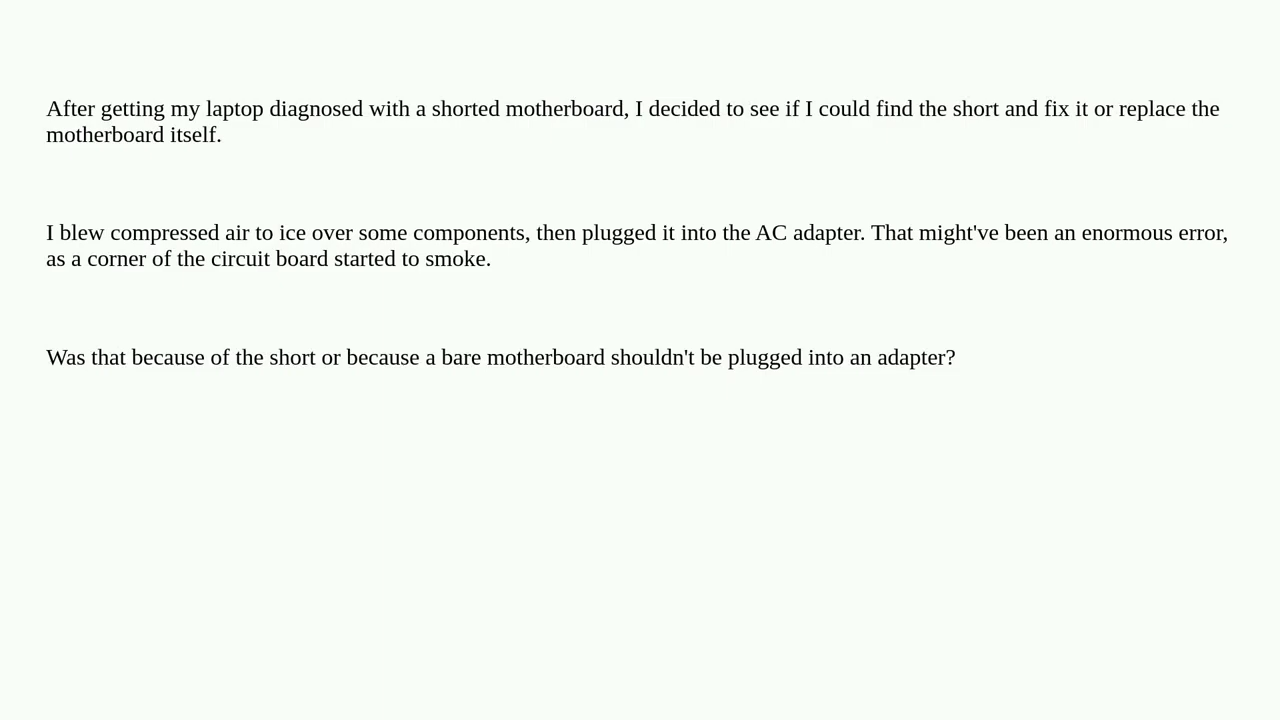 After getting my laptop diagnosed with a shorted motherboard, I decided to see if I could find the short and fix it or replace the
motherboard itself.
I blew compressed air to ice over some components, then plugged it into the AC adapter. That might've been an enormous error,
as a corner of the circuit board started to smoke.
Was that because of the short or because a bare motherboard shouldn't be plugged into an adapter?